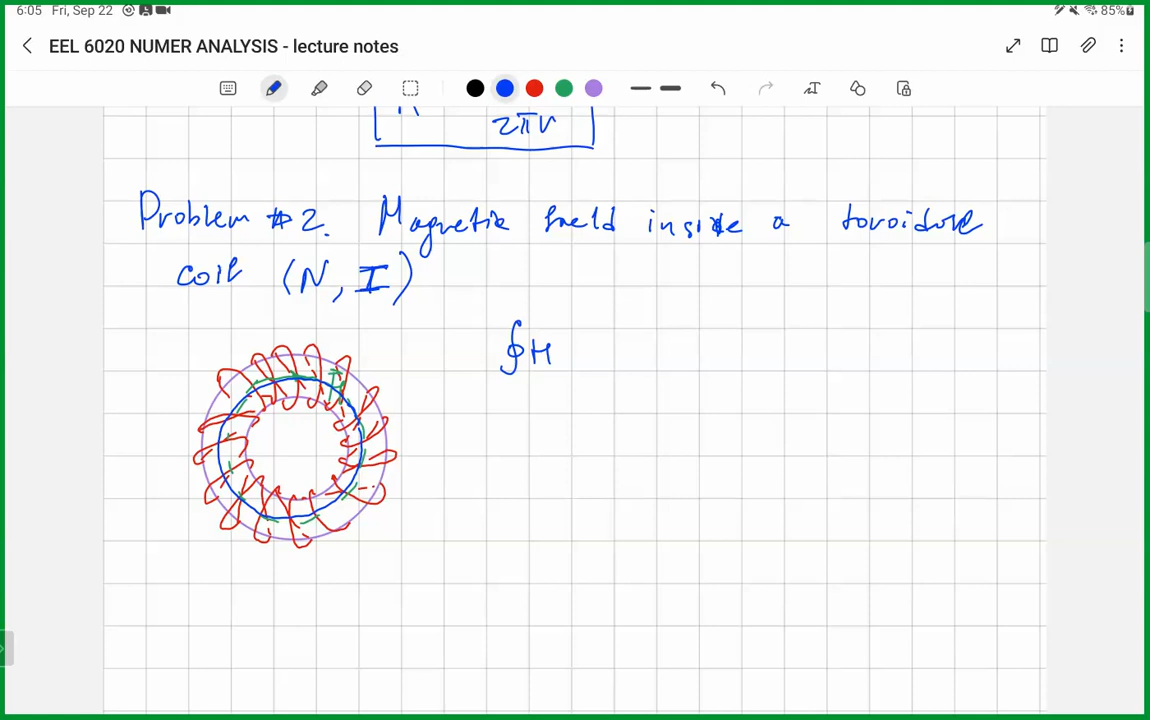 6:05 Fri, Sep 22
85%
EEL 6020 NUMER ANALYSIS - lecture notes
2πr
Problem #2. Magnetic field inside a toroidal
coil (N, I)
∮H
H